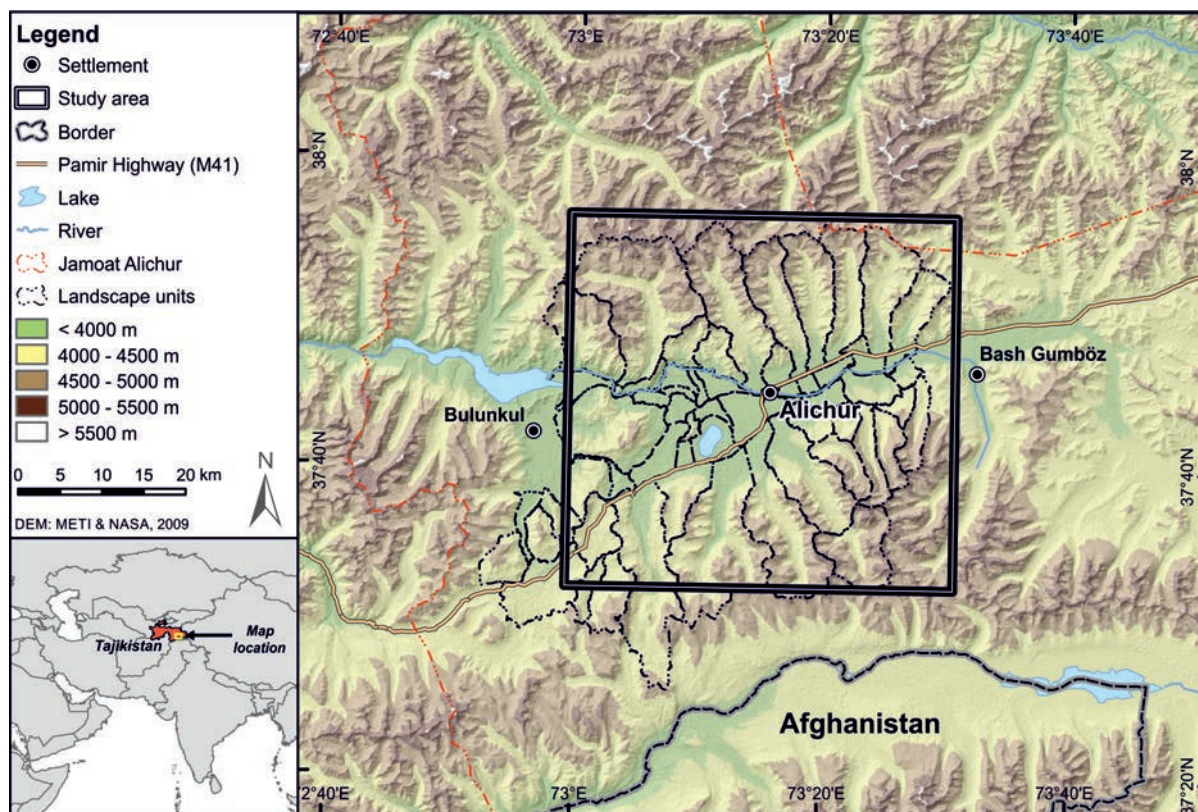 Legend
Settlement
Study area
Border
Pamir Highway (M41)
Lake
River
Jamoat Alichur
Landscape units
< 4000 m
4000 - 4500 m
4500 - 5000 m
5000 - 5500 m
> 5500 m
0 5 10 15 20 km
N
DEM: METI & NASA, 2009
Tajikistan
Map
location
72°40'E
73°E
73°20'E
73°40'E
38°N
38°N
Bash Gumböz
Alichur
Bulunkul
37°40'N
37°40'N
Afghanistan
2°40'E
73°E
73°20'E
73°40'E
37°20'N